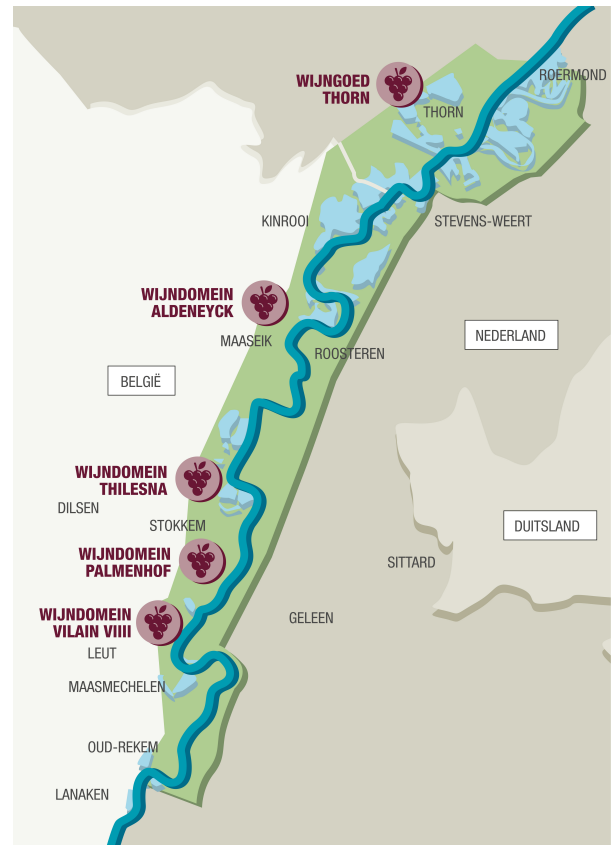 ROERMOND
WIJNGOED
THORN
THORN
KINROOI
STEVENS-WEERT
WIJNDOMEIN
ALDENEYCK
MAASEIK
ROOSTEREN
NEDERLAND
BELGIË
WIJNDOMEIN
THILESNA
DILSEN
STOKKEM
DUITSLAND
WIJNDOMEIN
PALMENHOF
SITTARD
WIJNDOMEIN
VILAIN VIIII
GELEEN
LEUT
MAASMECHELEN
OUD-REKEM
LANAKEN